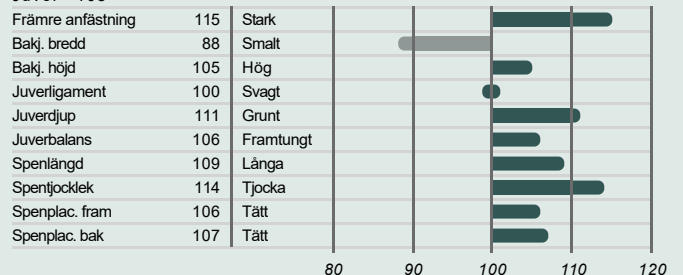 Främre anfästning 115 Stark
Bakj. bredd 88 Smalt
Bakj. höjd 105 Hög
Juverligament 100 Svagt
Juverdjup 111 Grunt
Juverbalans 106 Framtungt
Spenlängd 109 Långa
Spentjocklek 114 Tjocka
Spenplac. fram 106 Tätt
Spenplac. bak 107 Tätt
80 90 100 110 120